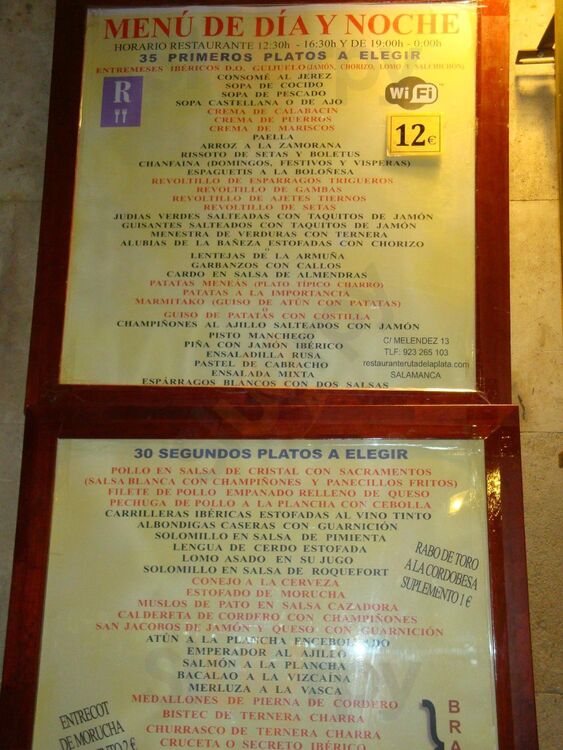 MENÚ DE DÍA Y NOCHE
HORARIO RESTAURANTE 12:30h - 16:30h Y DE 19:00h - 0:00h
35 PRIMEROS PLATOS A ELEGIR
ENTREMESES IBÉRICOS D.O. GUIJUELO (JAMÓN, CHORIZO, LOMO Y SALCHICHÓN)
R
WiFi
12€
CONSOMÉ AL JEREZ
SOPA DE COCIDO
SOPA DE PESCADO
SOPA CASTELLANA O DE AJO
CREMA DE CALABACIN
CREMA DE PUERROS
CREMA DE MARISCOS
PAELLA
ARROZ A LA ZAMORANA
RISSOTO DE SETAS Y BOLETUS
CHANFAINA (DOMINGOS, FESTIVOS Y VISPERAS)
ESPAGUETIS A LA BOLOÑESA
REVOLTILLO DE ESPARRAGOS TRIGUEROS
REVOLTILLO DE GAMBAS
REVOLTILLO DE AJETES TIERNOS
REVOLTILLO DE SETAS
JUDIAS VERDES SALTEADAS CON TAQUITOS DE JAMÓN
GUISANTES SALTEADOS CON TAQUITOS DE JAMÓN
MENESTRA DE VERDURAS CON TERNERA
ALUBIAS DE LA BAÑEZA ESTOFADAS CON CHORIZO
O
LENTEJAS DE LA ARMUÑA
GARBANZOS CON CALLOS
CARDO EN SALSA DE ALMENDRAS
PATATAS MENEAS (PLATO TÍPICO CHARRO)
PATATAS A LA IMPORTANCIA
MARMITAKO (GUISO DE ATÚN CON PATATAS)
O
GUISO DE PATATAS CON COSTILLA
CHAMPIÑONES AL AJILLO SALTEADOS CON JAMÓN
PISTO MANCHEGO
PIÑA CON JAMÓN IBÉRICO
ENSALADILLA RUSA
PASTEL DE CABRACHO
ENSALADA MIXTA
ESPÁRRAGOS BLANCOS CON DOS SALSAS
C/ MELENDEZ 13
TLF: 923 265 103
restauranterutadelaplata.com
SALAMANCA
30 SEGUNDOS PLATOS A ELEGIR
POLLO EN SALSA DE CRISTAL CON SACRAMENTOS
(SALSA BLANCA CON CHAMPIÑONES Y PANECILLOS FRITOS)
FILETE DE POLLO EMPANADO RELLENO DE QUESO
PECHUGA DE POLLO A LA PLANCHA CON CEBOLLA
CARRILLERAS IBÉRICAS ESTOFADAS AL VINO TINTO
ALBONDIGAS CASERAS CON GUARNICIÓN
SOLOMILLO EN SALSA DE PIMIENTA
LENGUA DE CERDO ESTOFADA
LOMO ASADO EN SU JUGO
SOLOMILLO EN SALSA DE ROQUEFORT
CONEJO A LA CERVEZA
ESTOFADO DE MORUCHA
MUSLOS DE PATO EN SALSA CAZADORA
CALDERETA DE CORDERO CON CHAMPIÑONES
SAN JACOBOS DE JAMÓN Y QUESO CON GUARNICIÓN
ATÚN A LA PLANCHA ENCEBOLLADO
EMPERADOR AL AJILLO
SALMÓN A LA PLANCHA
BACALAO A LA VIZCAÍNA
MERLUZA A LA VASCA
MEDALLONES DE PIERNA DE CORDERO
BISTEC DE TERNERA CHARRA
CHURRASCO DE TERNERA CHARRA
CRUCETA O SECRETO IBÉRICO
RABO DE TORO
A LA CORDOBESA
SUPLEMENTO 1 €
ENTRECOT
DE MORUCHA
2 €
B
R
A